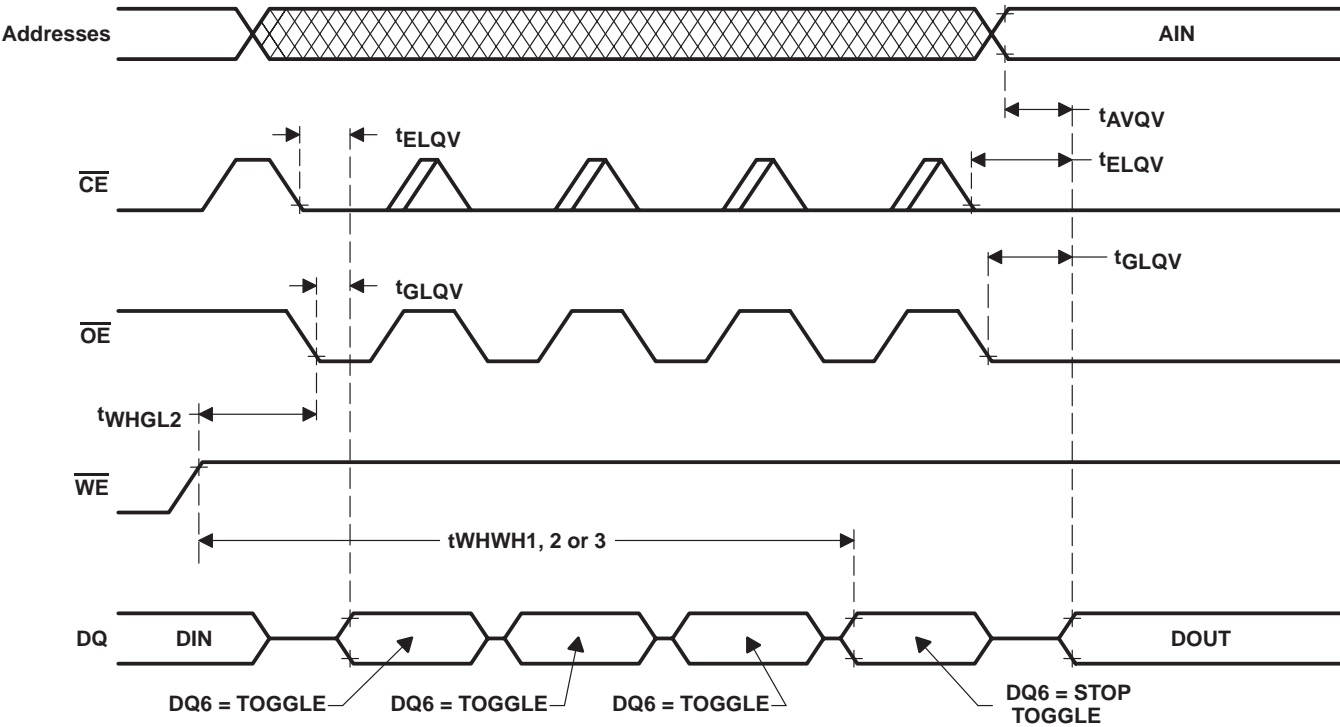 Addresses
AIN
tAVQV
tELQV
tELQV
CE
tGLQV
tGLQV
OE
tWHGL2
WE
tWHWH1, 2 or 3
DQ
DIN
DOUT
DQ6 = TOGGLE
DQ6 = TOGGLE
DQ6 = TOGGLE
DQ6 = STOP
TOGGLE